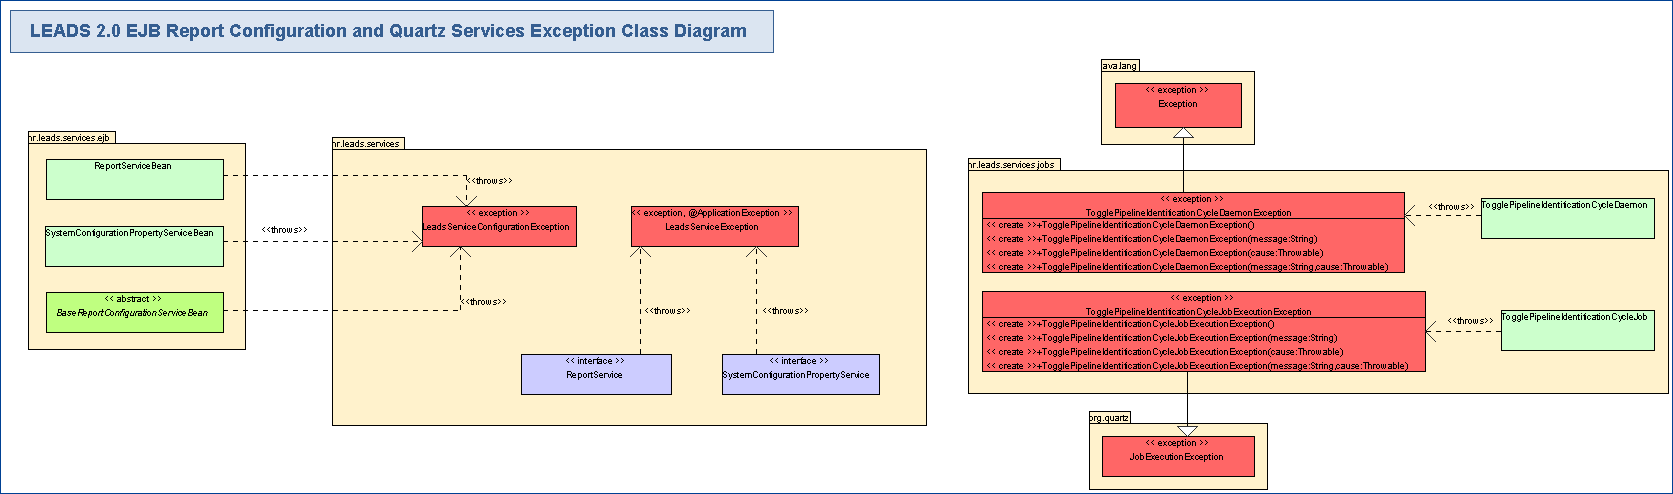 LEADS 2.0 EJB Report Configuration and Quartz Services Exception Class Diagram
nr.leads.services.ejb
ReportServiceBean
SystemConfigurationPropertyServiceBean
<< abstract >>
BaseReportConfigurationServiceBean
<<throws>>
<<throws>>
<<throws>>
nr.leads.services
<< exception >>
LeadsServiceConfigurationException
<< exception, @ApplicationException >>
LeadsServiceException
<<throws>>
<<throws>>
<< interface >>
ReportService
<< interface >>
SystemConfigurationPropertyService
ava.lang
<< exception >>
Exception
nr.leads.services.jobs
<< exception >>
TogglePipelineIdentificationCycleDaemonException
<< create >>+TogglePipelineIdentificationCycleDaemonException()
<< create >>+TogglePipelineIdentificationCycleDaemonException(message:String)
<< create >>+TogglePipelineIdentificationCycleDaemonException(cause:Throwable)
<< create >>+TogglePipelineIdentificationCycleDaemonException(message:String,cause:Throwable)
<<throws>>
TogglePipelineIdentificationCycleDaemon
<< exception >>
TogglePipelineIdentificationCycleJobExecutionException
<< create >>+TogglePipelineIdentificationCycleJobExecutionException()
<< create >>+TogglePipelineIdentificationCycleJobExecutionException(message:String)
<< create >>+TogglePipelineIdentificationCycleJobExecutionException(cause:Throwable)
<< create >>+TogglePipelineIdentificationCycleJobExecutionException(message:String,cause:Throwable)
<<throws>>
TogglePipelineIdentificationCycleJob
org.quartz
<< exception >>
JobExecutionException